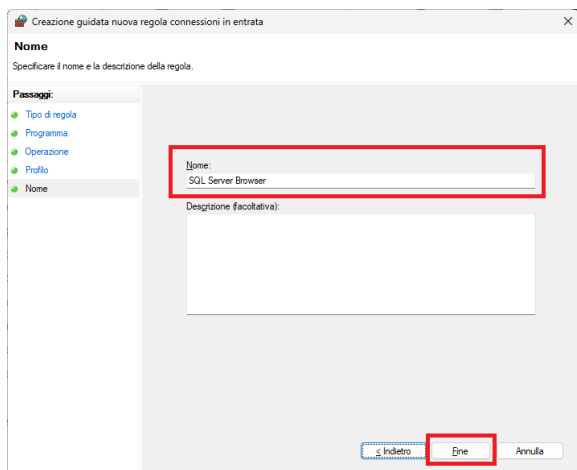 Creazione guidata nuova regola connessioni in entrata
Nome
Specificare il nome e la descrizione della regola.
Passaggi:
Tipo di regola
Programma
Operazione
Profilo
Nome
Nome:
SQL Server Browser
Descrizione (facoltativa):
< Indietro
Fine
Annulla